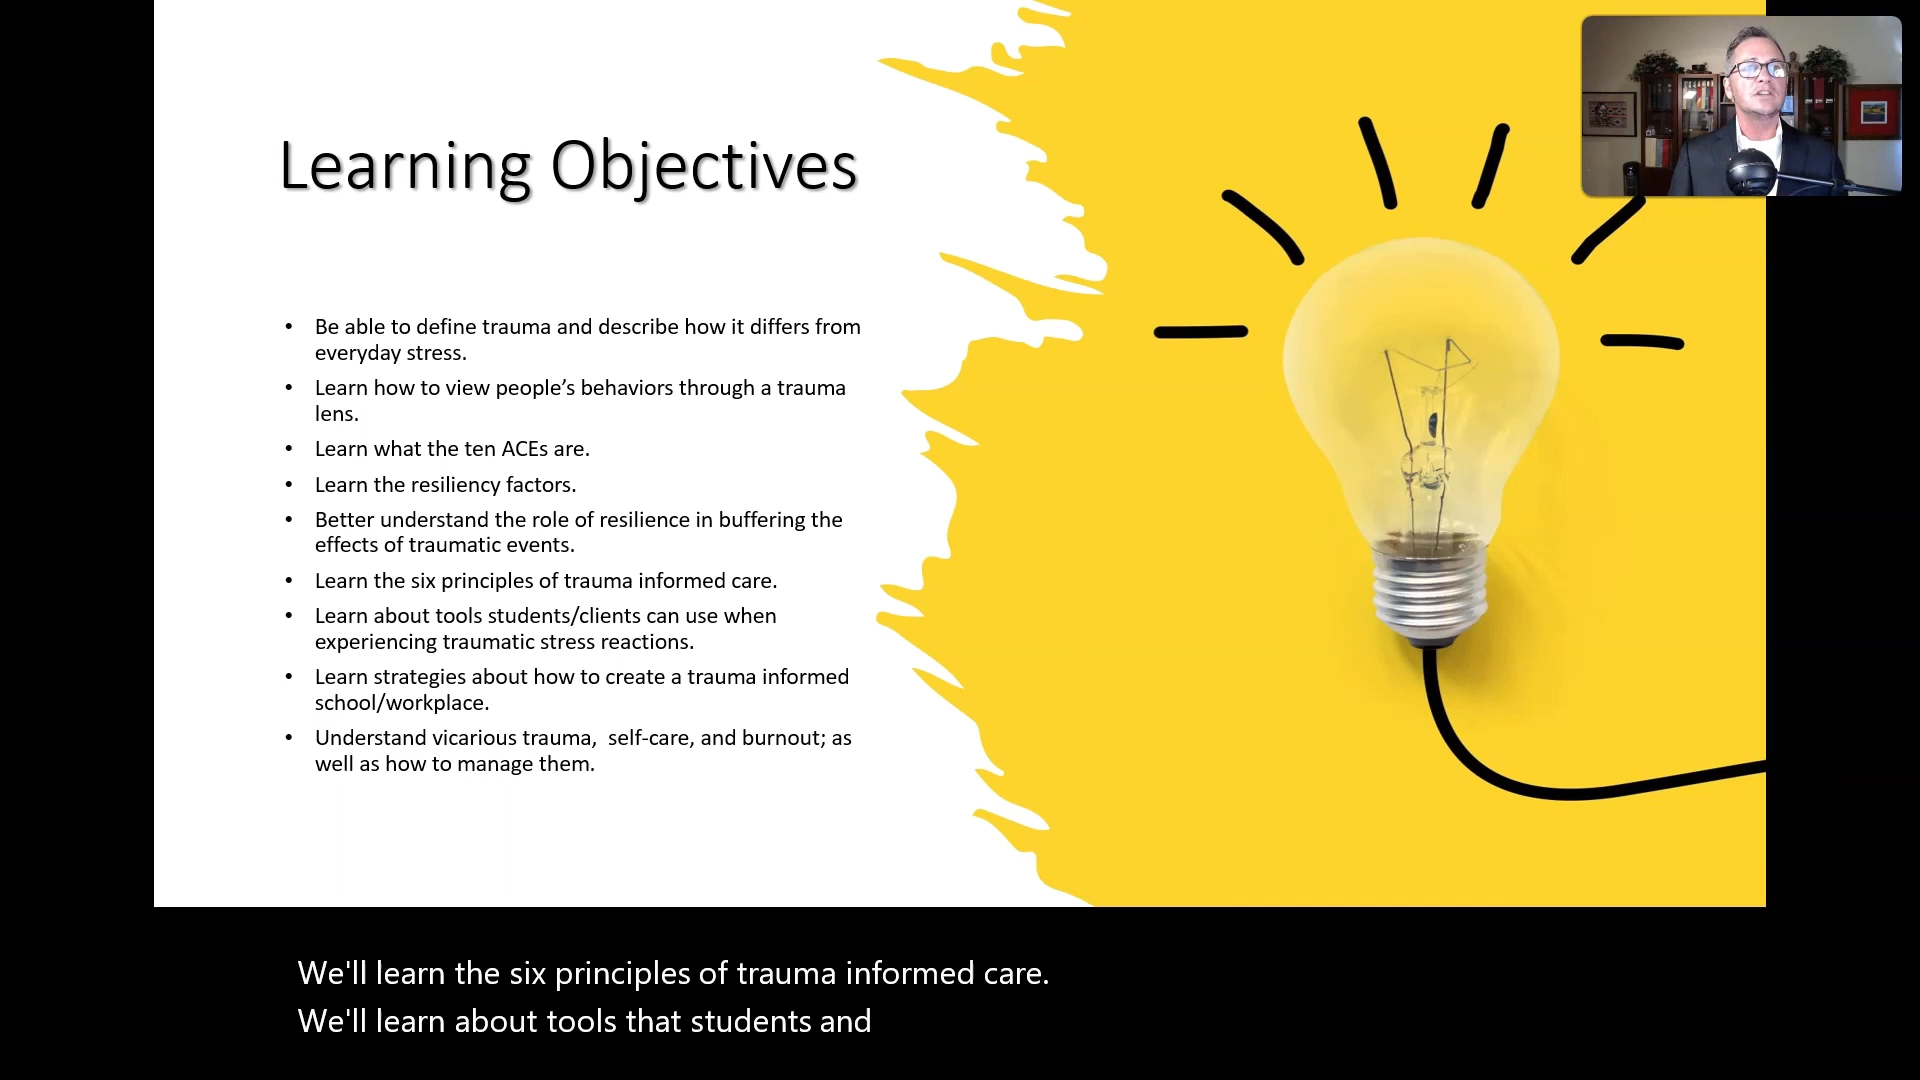 Learning Objectives
• Be able to define trauma and describe how it differs from
everyday stress.
• Learn how to view people’s behaviors through a trauma
lens.
• Learn what the ten ACEs are.
• Learn the resiliency factors.
• Better understand the role of resilience in buffering the
effects of traumatic events.
• Learn the six principles of trauma informed care.
• Learn about tools students/clients can use when
experiencing traumatic stress reactions.
• Learn strategies about how to create a trauma informed
school/workplace.
• Understand vicarious trauma,  self-care, and burnout; as
well as how to manage them.
We'll learn the six principles of trauma informed care.
We'll learn about tools that students and